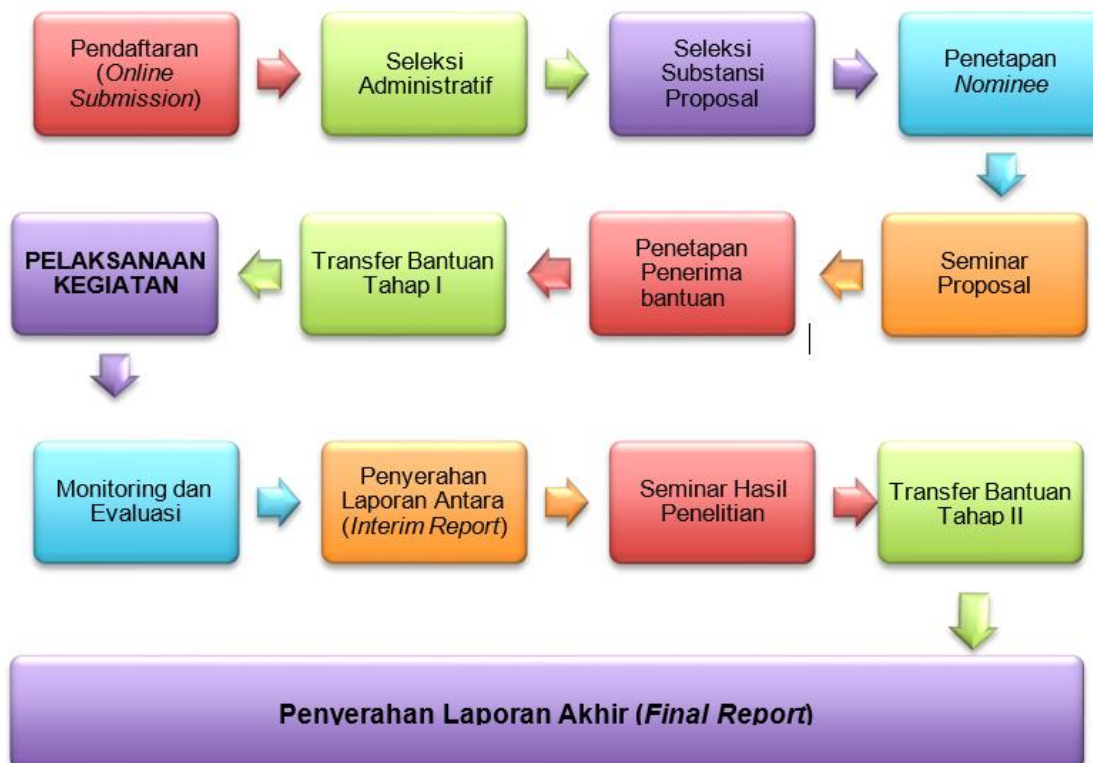 Pendaftaran
(Online
Submission)
Seleksi
Administratif
Seleksi
Substansi
Proposal
Penetapan
Nominee
Seminar
Proposal
Penetapan
Penerima
bantuan
Transfer Bantuan
Tahap I
PELAKSANAAN
KEGIATAN
Monitoring dan
Evaluasi
Penyerahan
Laporan Antara
(Interim Report)
Seminar Hasil
Penelitian
Transfer Bantuan
Tahap II
Penyerahan Laporan Akhir (Final Report)